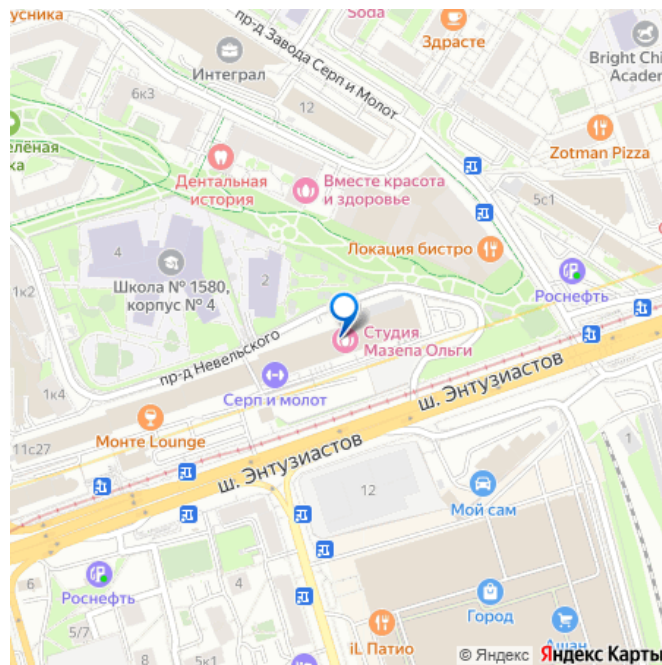 усника
Soda
пр-д Завода Серп и Молот
Здрасте
Интеграл
Bright Chi
Academ
6к3
12
Zotman Pizza
елёная
ка
Дентальная
история
Вместе красота
и здоровье
5с1
4
Локация бистро
Школа № 1580,
корпус № 4
2
1к2
Роснефть
пр-д Невельского
Студия
Мазепа Ольги
1к4
Серп и молот
ш. Энтузиастов
Монте Lounge
11с27
ш. Энтузиастов
1
12
Мой сам
6
4
Роснефть
Город
5/7
iL Патио
Ашан
5к1
© Яндекс Яндекс Карты